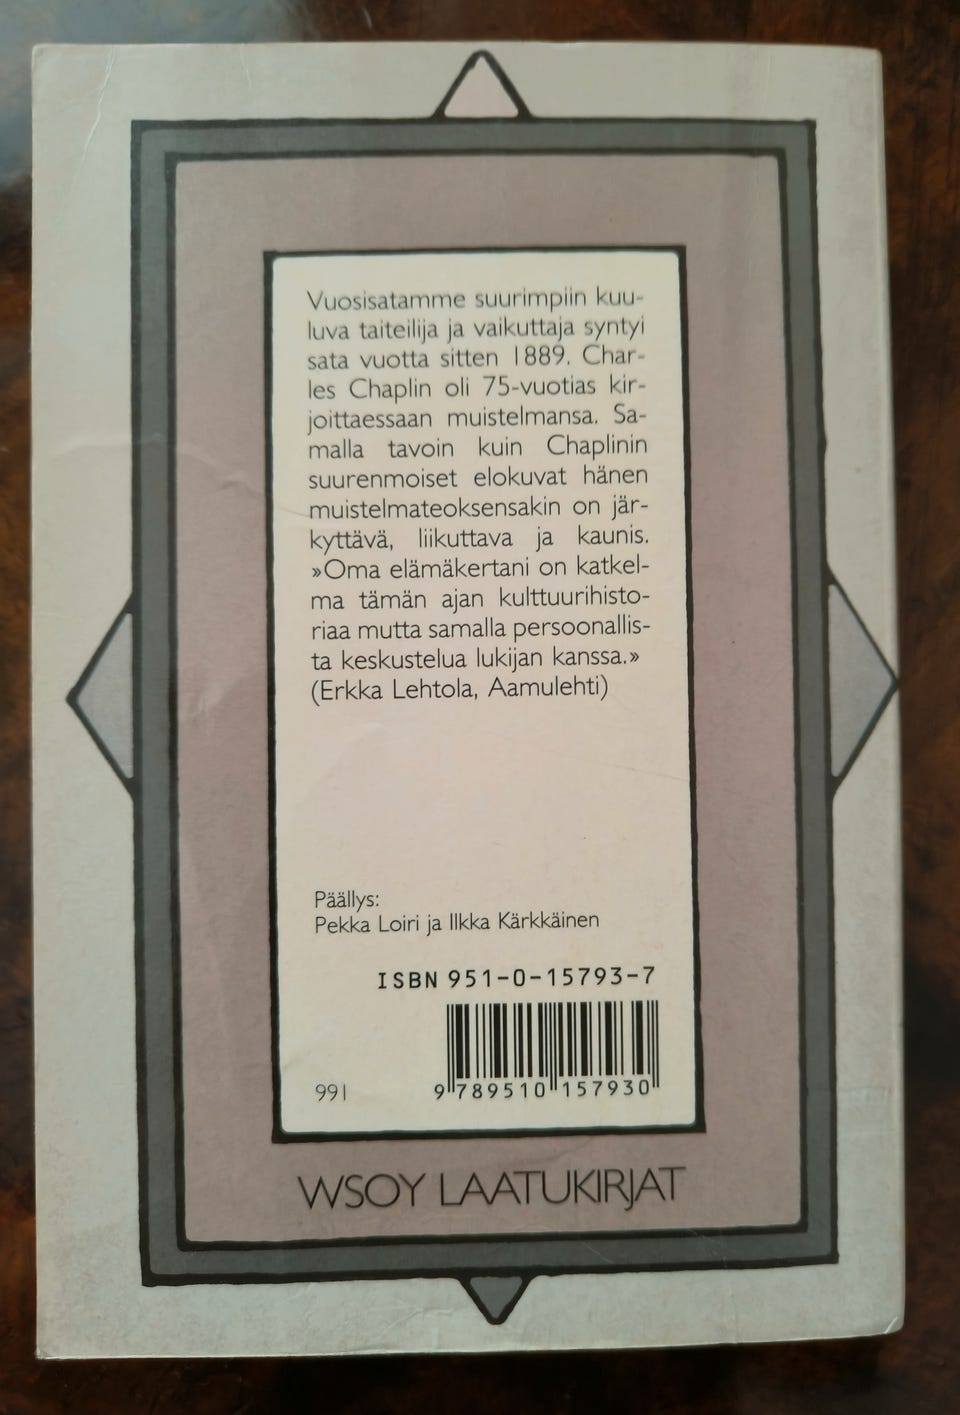 Vuosisatamme suurimpiin kuu-
luva taiteilija ja vaikuttaja syntyi
sata vuotta sitten 1889. Char-
les Chaplin oli 75-vuotias kir-
joittaessaan muistelmansa. Sa-
malla tavoin kuin Chaplinin
suurenmoiset elokuvat hänen
muistelmateoksensakin on jär-
kyttävä, liikuttava ja kaunis.
»Oma elämäkertani on katkel-
ma tämän ajan kulttuurihisto-
riaa mutta samalla persoonallis-
ta keskustelua lukijan kanssa.»
(Erkka Lehtola, Aamulehti)
Päällys:
Pekka Loiri ja Ilkka Kärkkäinen
ISBN 951-0-15793-7
991
9 789510 157930
WSOY LAATUKIRJAT